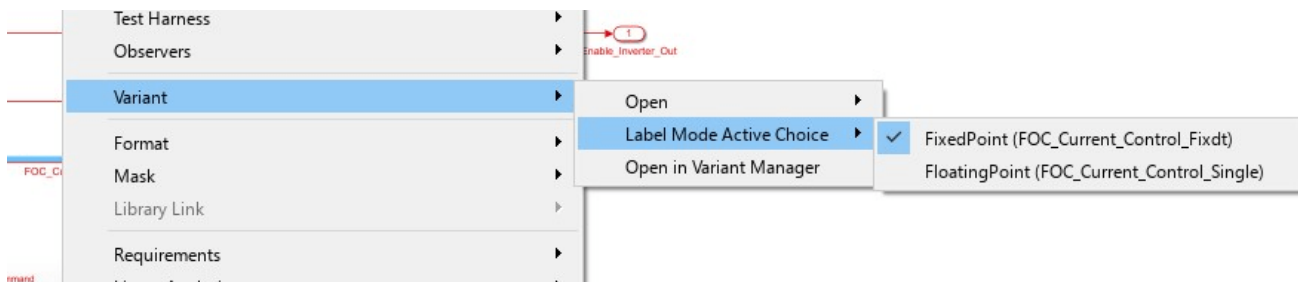 Test Harness
1
Observers
Enable_Inverter_Out
Variant
Open
Label Mode Active Choice
FixedPoint (FOC_Current_Control_Fixdt)
Format
Open in Variant Manager
FloatingPoint (FOC_Current_Control_Single)
Mask
Library Link
Requirements